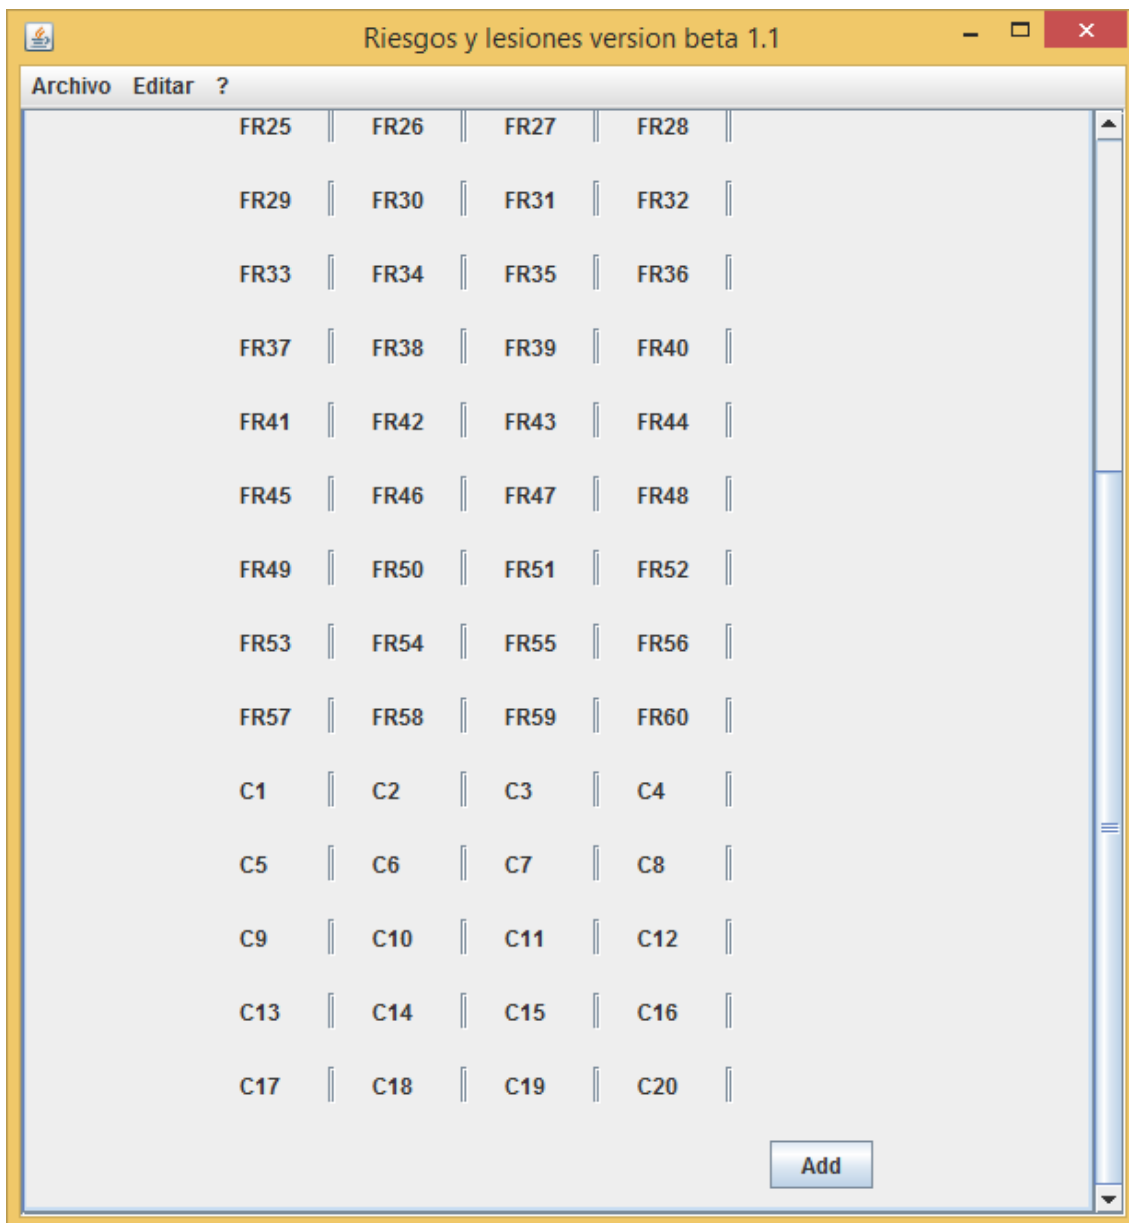 Riesgos y lesiones version beta 1.1
Archivo Editar ?
FR25 FR26 FR27 FR28
FR29 FR30 FR31 FR32
FR33 FR34 FR35 FR36
FR37 FR38 FR39 FR40
FR41 FR42 FR43 FR44
FR45 FR46 FR47 FR48
FR49 FR50 FR51 FR52
FR53 FR54 FR55 FR56
FR57 FR58 FR59 FR60
C1 C2 C3 C4
C5 C6 C7 C8
C9 C10 C11 C12
C13 C14 C15 C16
C17 C18 C19 C20
Add